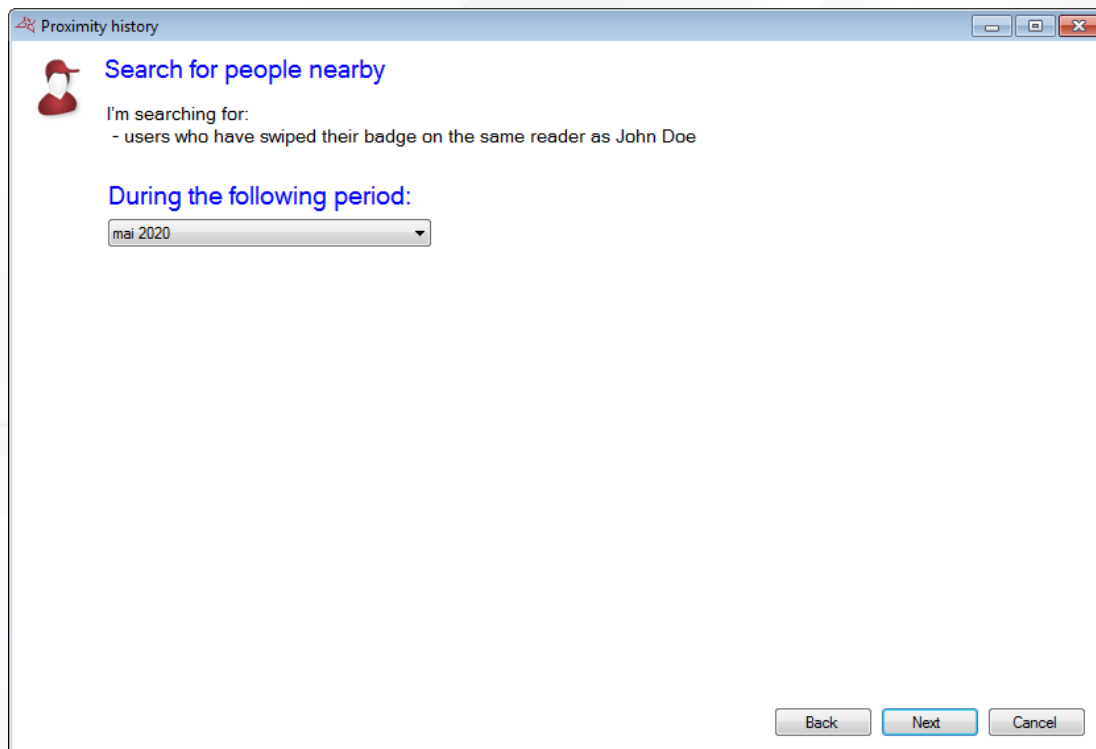 Proximity history
Search for people nearby
I'm searching for:
- users who have swiped their badge on the same reader as John Doe
During the following period:
mai 2020
Back Next Cancel